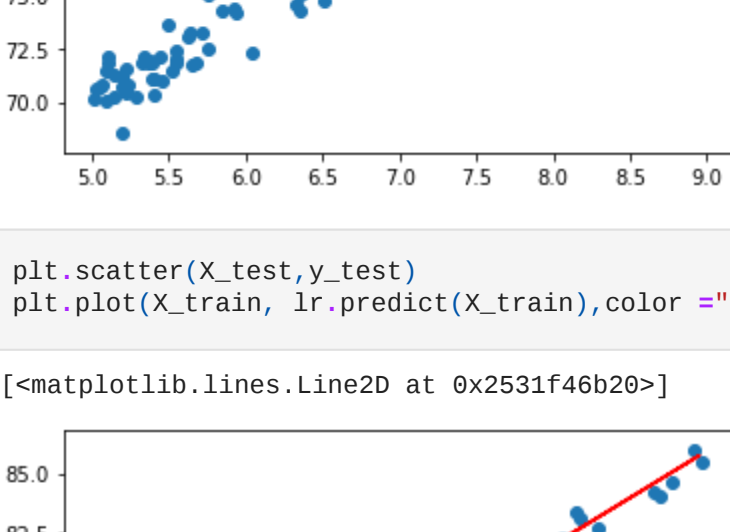 72.5
70.0
5.0 5.5 6.0 6.5 7.0 7.5 8.0 8.5 9.0
plt.scatter(X_test,y_test)
plt.plot(X_train, lr.predict(X_train),color ="
[<matplotlib.lines.Line2D at 0x2531f46b20>]
85.0